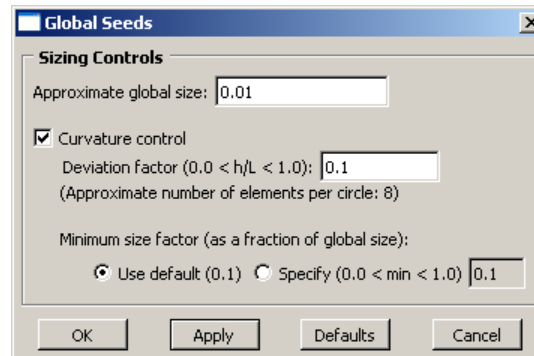 Global Seeds
Sizing Controls
Approximate global size: 0.01
Curvature control
Deviation factor (0.0 < h/L < 1.0): 0.1
(Approximate number of elements per circle: 8)
Minimum size factor (as a fraction of global size):
Use default (0.1) Specify (0.0 < min < 1.0) 0.1
OK Apply Defaults Cancel